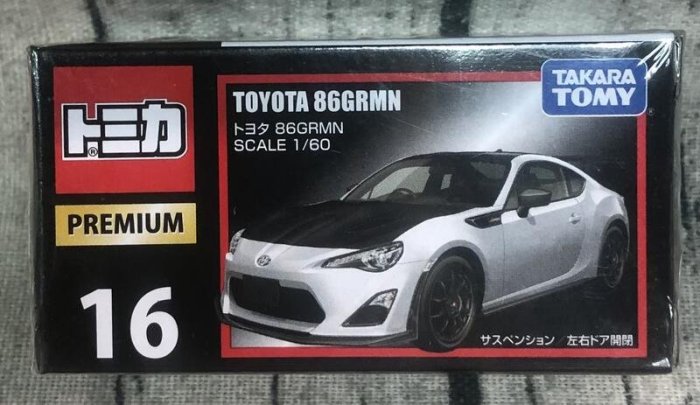 トミカ
®
PREMIUM
16
TOYOTA 86GRMN
トヨタ 86GRMN
SCALE 1/60
TAKARA
TOMY
サスペンション 左右ドア開閉